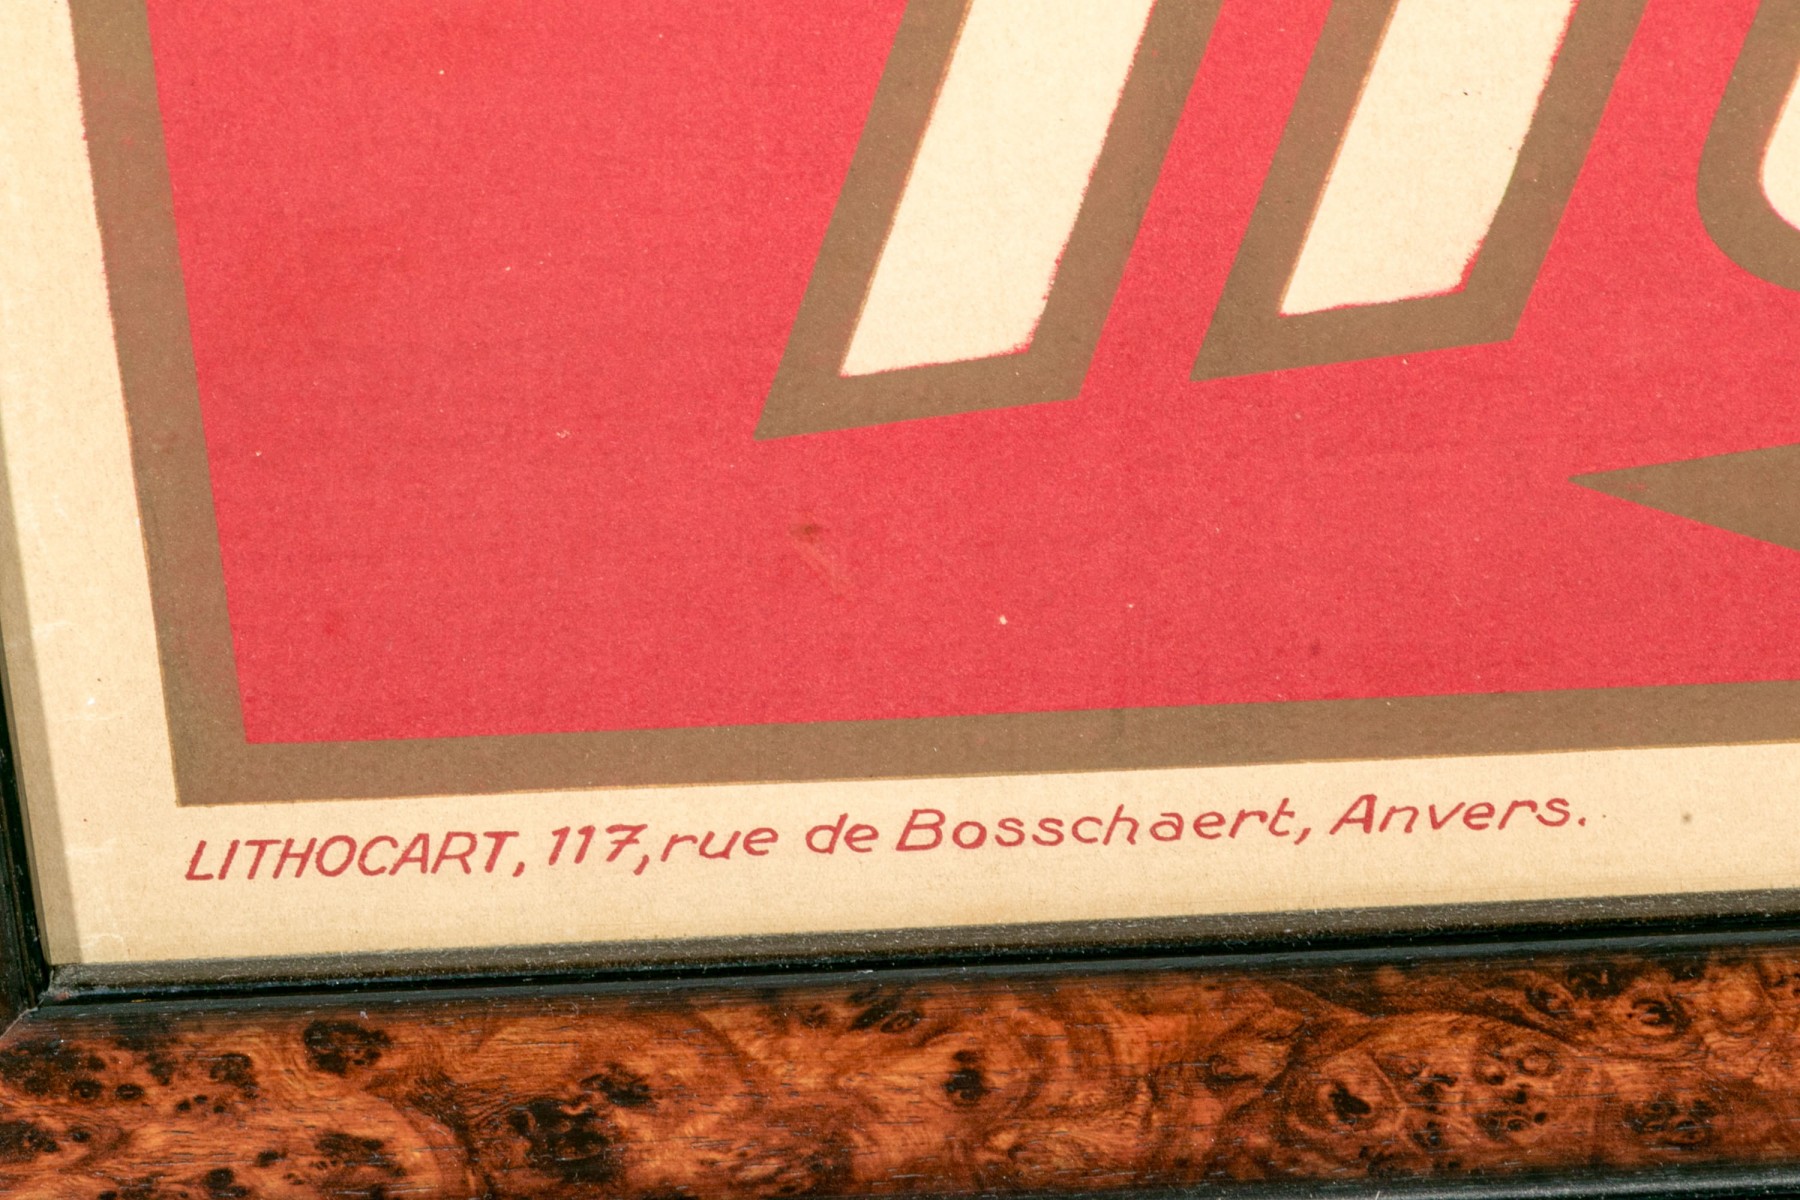 LITHOCART, 117, rue de Bosschaert, Anvers.